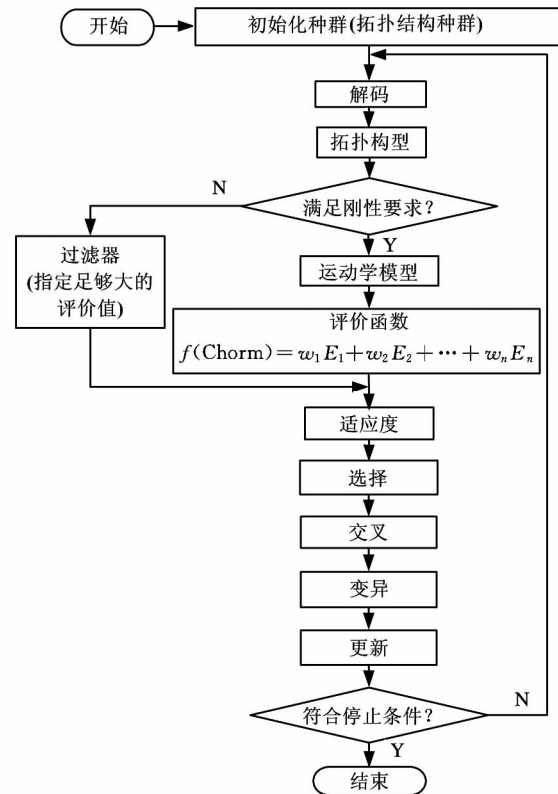 开始
初始化种群(拓扑结构种群)
解码
拓扑构型
N
满足刚性要求?
Y
过滤器
(指定足够大的
评价值)
运动学模型
评价函数
f(Chorm)=w₁E₁+w₂E₂+⋯+wₙEₙ
适应度
选择
交叉
变异
更新
符合停止条件?
N
Y
结束